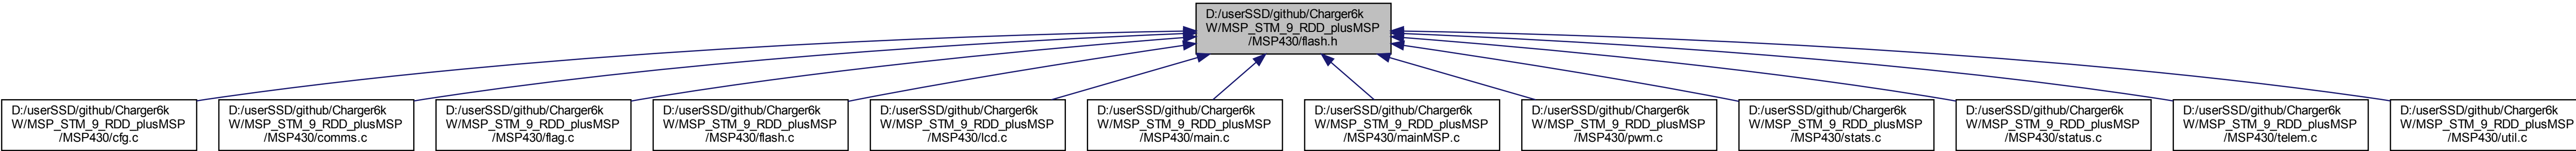 D:/userSSD/github/Charger6k
W/MSP_STM_9_RDD_plusMSP
/MSP430/flash.h
D:/userSSD/github/Charger6k
W/MSP_STM_9_RDD_plusMSP
/MSP430/cfg.c
D:/userSSD/github/Charger6k
W/MSP_STM_9_RDD_plusMSP
/MSP430/comms.c
D:/userSSD/github/Charger6k
W/MSP_STM_9_RDD_plusMSP
/MSP430/flag.c
D:/userSSD/github/Charger6k
W/MSP_STM_9_RDD_plusMSP
/MSP430/flash.c
D:/userSSD/github/Charger6k
W/MSP_STM_9_RDD_plusMSP
/MSP430/lcd.c
D:/userSSD/github/Charger6k
W/MSP_STM_9_RDD_plusMSP
/MSP430/main.c
D:/userSSD/github/Charger6k
W/MSP_STM_9_RDD_plusMSP
/MSP430/mainMSP.c
D:/userSSD/github/Charger6k
W/MSP_STM_9_RDD_plusMSP
/MSP430/pwm.c
D:/userSSD/github/Charger6k
W/MSP_STM_9_RDD_plusMSP
/MSP430/stats.c
D:/userSSD/github/Charger6k
W/MSP_STM_9_RDD_plusMSP
/MSP430/status.c
D:/userSSD/github/Charger6k
W/MSP_STM_9_RDD_plusMSP
/MSP430/telem.c
D:/userSSD/github/Charger6k
W/MSP_STM_9_RDD_plusMSP
/MSP430/util.c